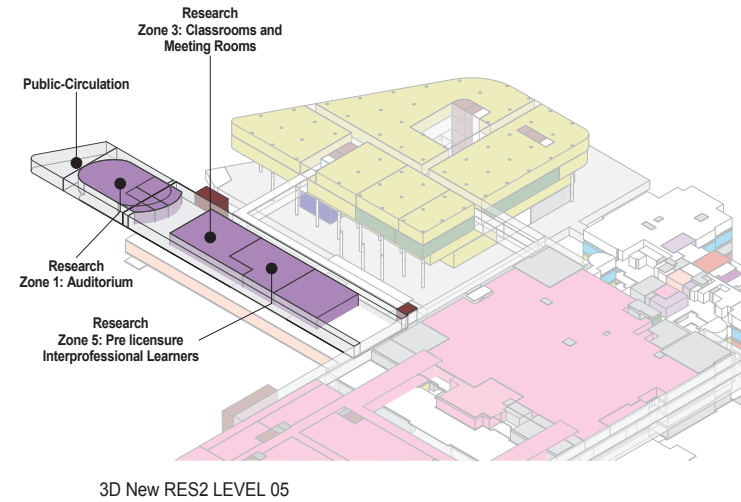 Research
Zone 3: Classrooms and
Meeting Rooms
Public-Circulation
Research
Zone 1: Auditorium
Research
Zone 5: Pre licensure
Interprofessional Learners
3D New RES2 LEVEL 05